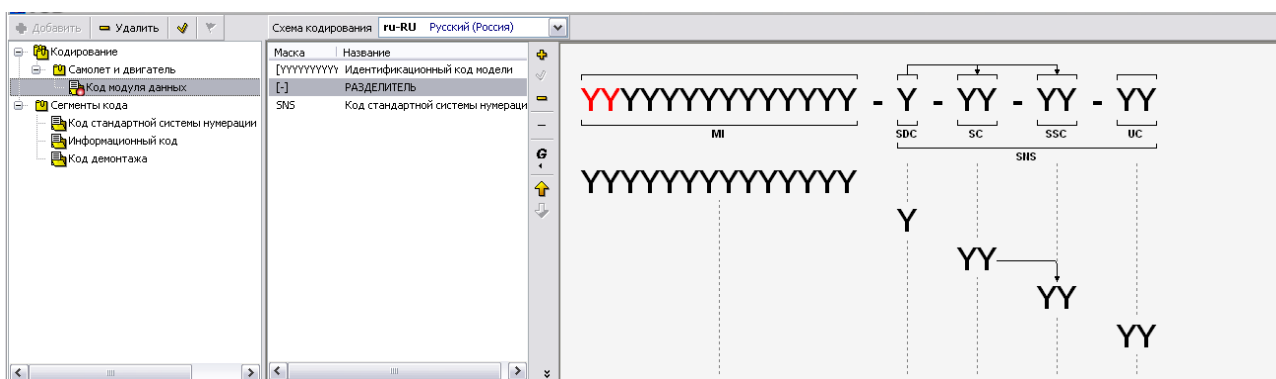 Добавить Удалить Схема кодирования ru-RU Русский (Россия)
Кодирование
Самолет и двигатель
Код модуля данных
Сегменты кода
Код стандартной системы нумерации
Информационный код
Код демонтажа
Маска Название
[YYYYYYYYY Идентификационный код модели
[-] РАЗДЕЛИТЕЛЬ
SNS Код стандартной системы нумераци
G
YYYYYYYYYYYYYY - Y - YY - YY - YY
MI SDC SC SSC UC
SNS
YYYYYYYYYYYYYY
Y
YY
YY
YY